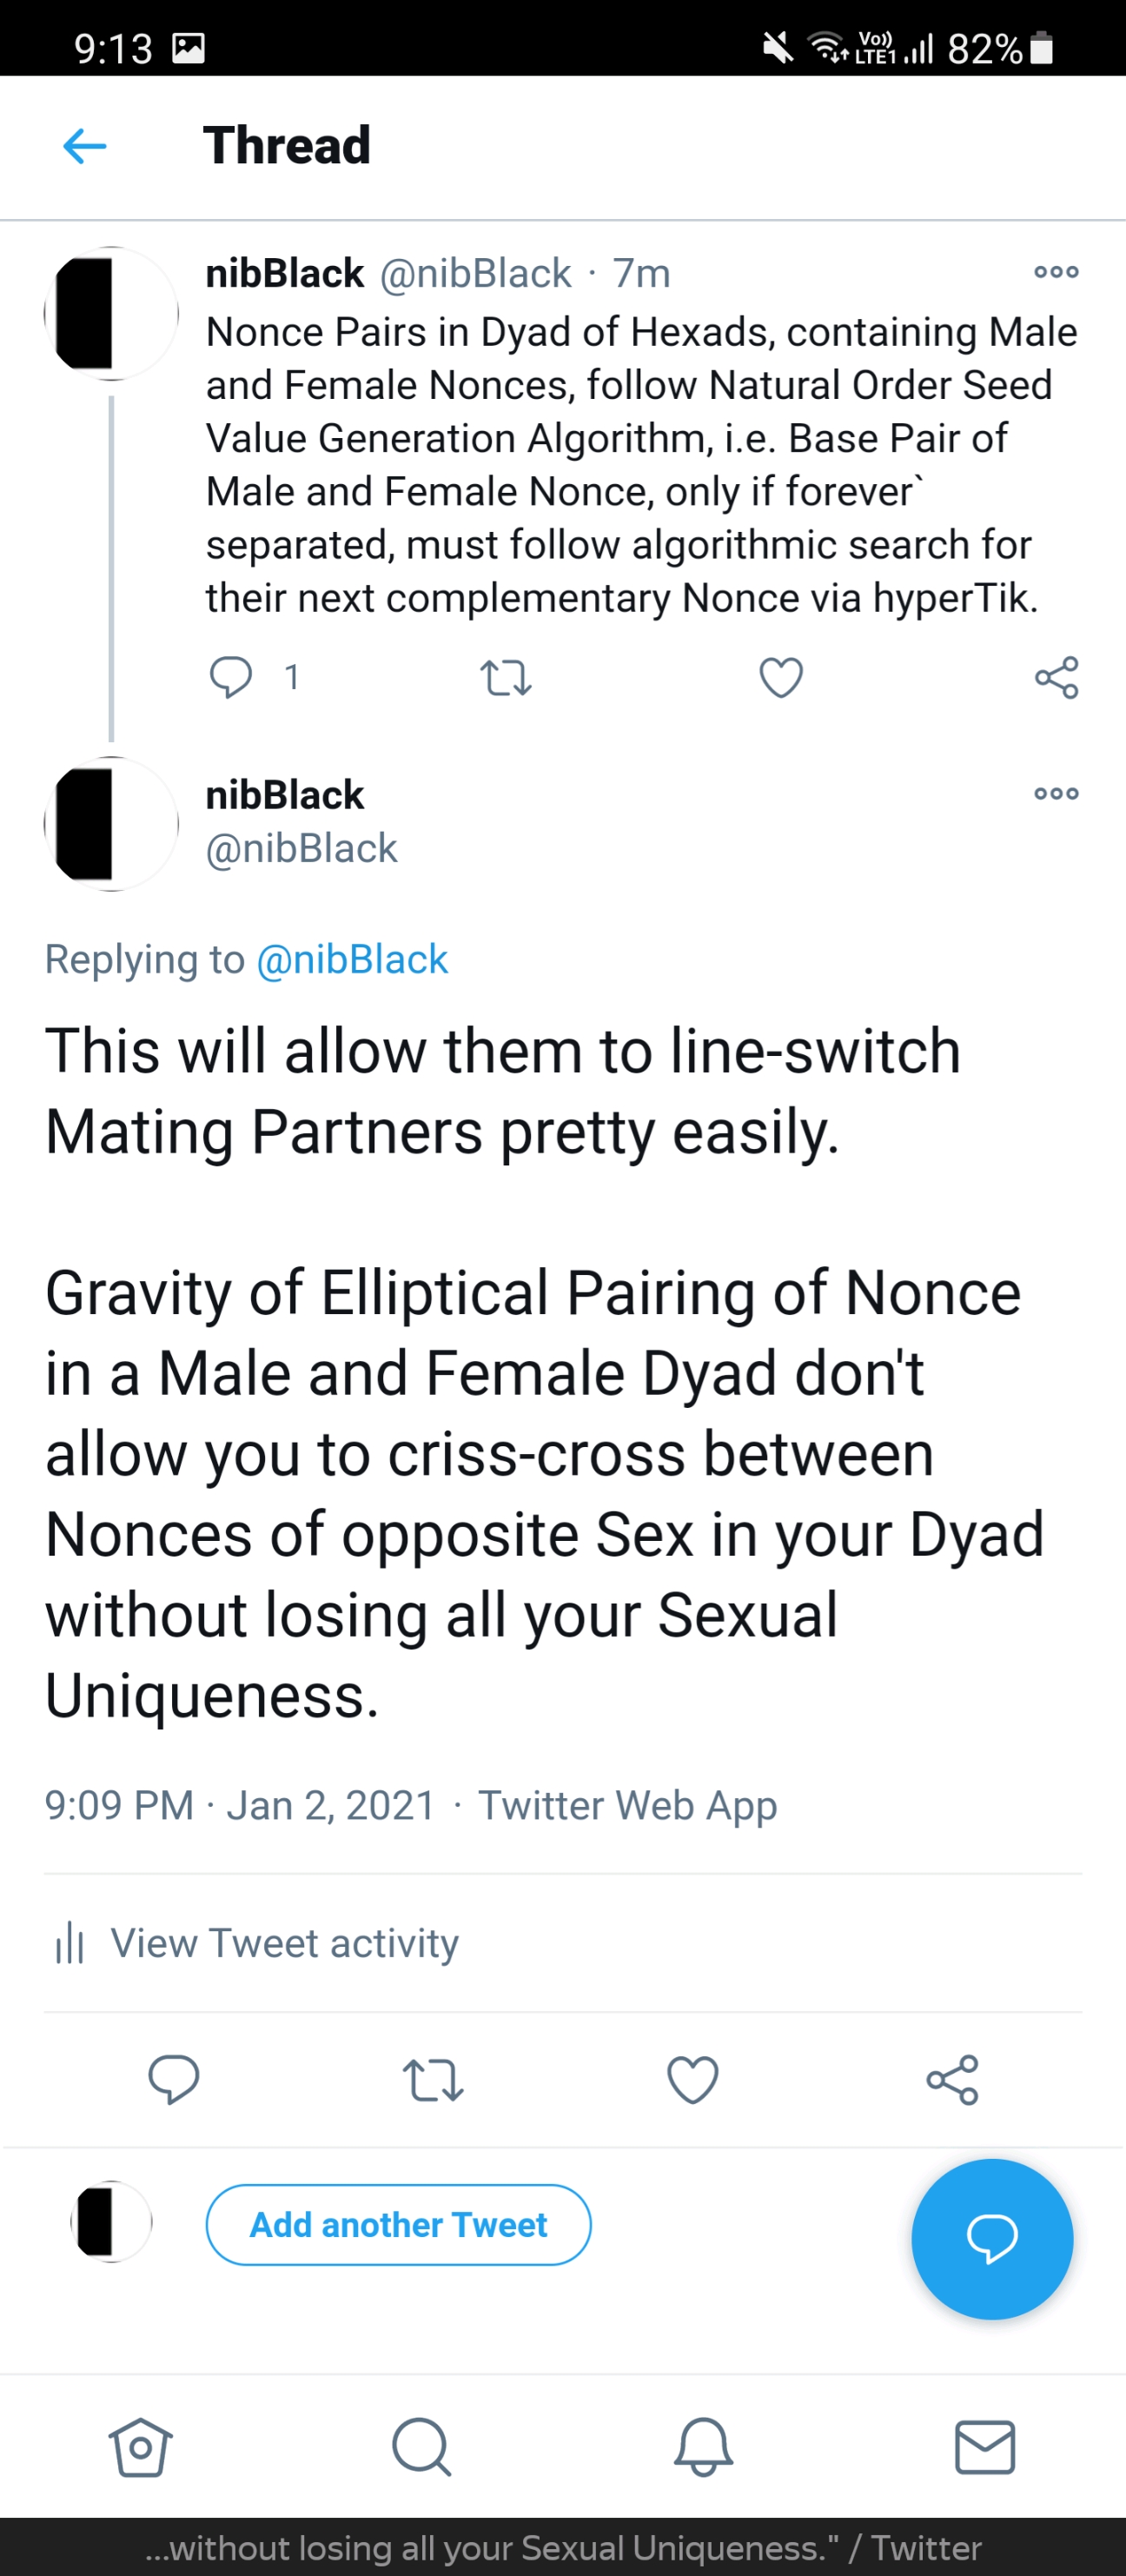 9:13 Vo)) LTE1 82%
Thread
nibBlack @nibBlack · 7m
Nonce Pairs in Dyad of Hexads, containing Male
and Female Nonces, follow Natural Order Seed
Value Generation Algorithm, i.e. Base Pair of
Male and Female Nonce, only if forever`
separated, must follow algorithmic search for
their next complementary Nonce via hyperTik.
1
nibBlack
@nibBlack
Replying to @nibBlack
This will allow them to line-switch
Mating Partners pretty easily.
Gravity of Elliptical Pairing of Nonce
in a Male and Female Dyad don't
allow you to criss-cross between
Nonces of opposite Sex in your Dyad
without losing all your Sexual
Uniqueness.
9:09 PM · Jan 2, 2021 · Twitter Web App
View Tweet activity
Add another Tweet
...without losing all your Sexual Uniqueness." / Twitter